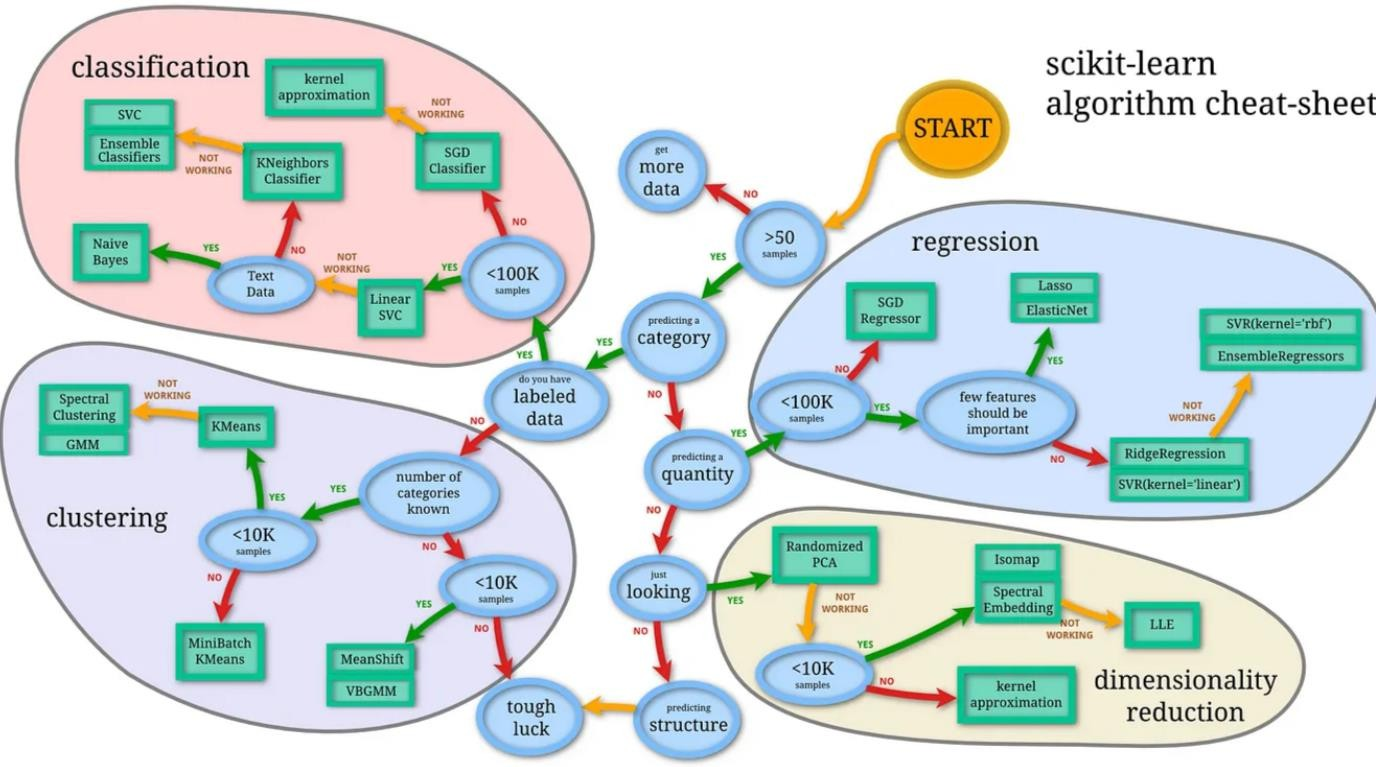 scikit-learn
algorithm cheat-sheet
START
>50
samples
NO
get
more
data
YES
predicting a
category
YES
do you have
labeled
data
NO
predicting a
quantity
YES
NO
just
looking
YES
NO
predicting
structure
tough
luck
classification
YES
<100K
samples
NO
SGD
Classifier
NOT
WORKING
kernel
approximation
YES
Linear
SVC
NOT
WORKING
Text
Data
YES
Naive
Bayes
NO
KNeighbors
Classifier
NOT
WORKING
SVC
Ensemble
Classifiers
clustering
NO
number of
categories
known
YES
<10K
samples
YES
KMeans
NOT
WORKING
Spectral
Clustering
GMM
NO
MiniBatch
KMeans
NO
<10K
samples
YES
MeanShift
VBGMM
NO
regression
<100K
samples
NO
SGD
Regressor
YES
few features
should be
important
YES
Lasso
ElasticNet
NO
RidgeRegression
SVR(kernel='linear')
NOT
WORKING
SVR(kernel='rbf')
EnsembleRegressors
dimensionality
reduction
Randomized
PCA
NOT
WORKING
<10K
samples
YES
Isomap
Spectral
Embedding
NOT
WORKING
LLE
NO
kernel
approximation